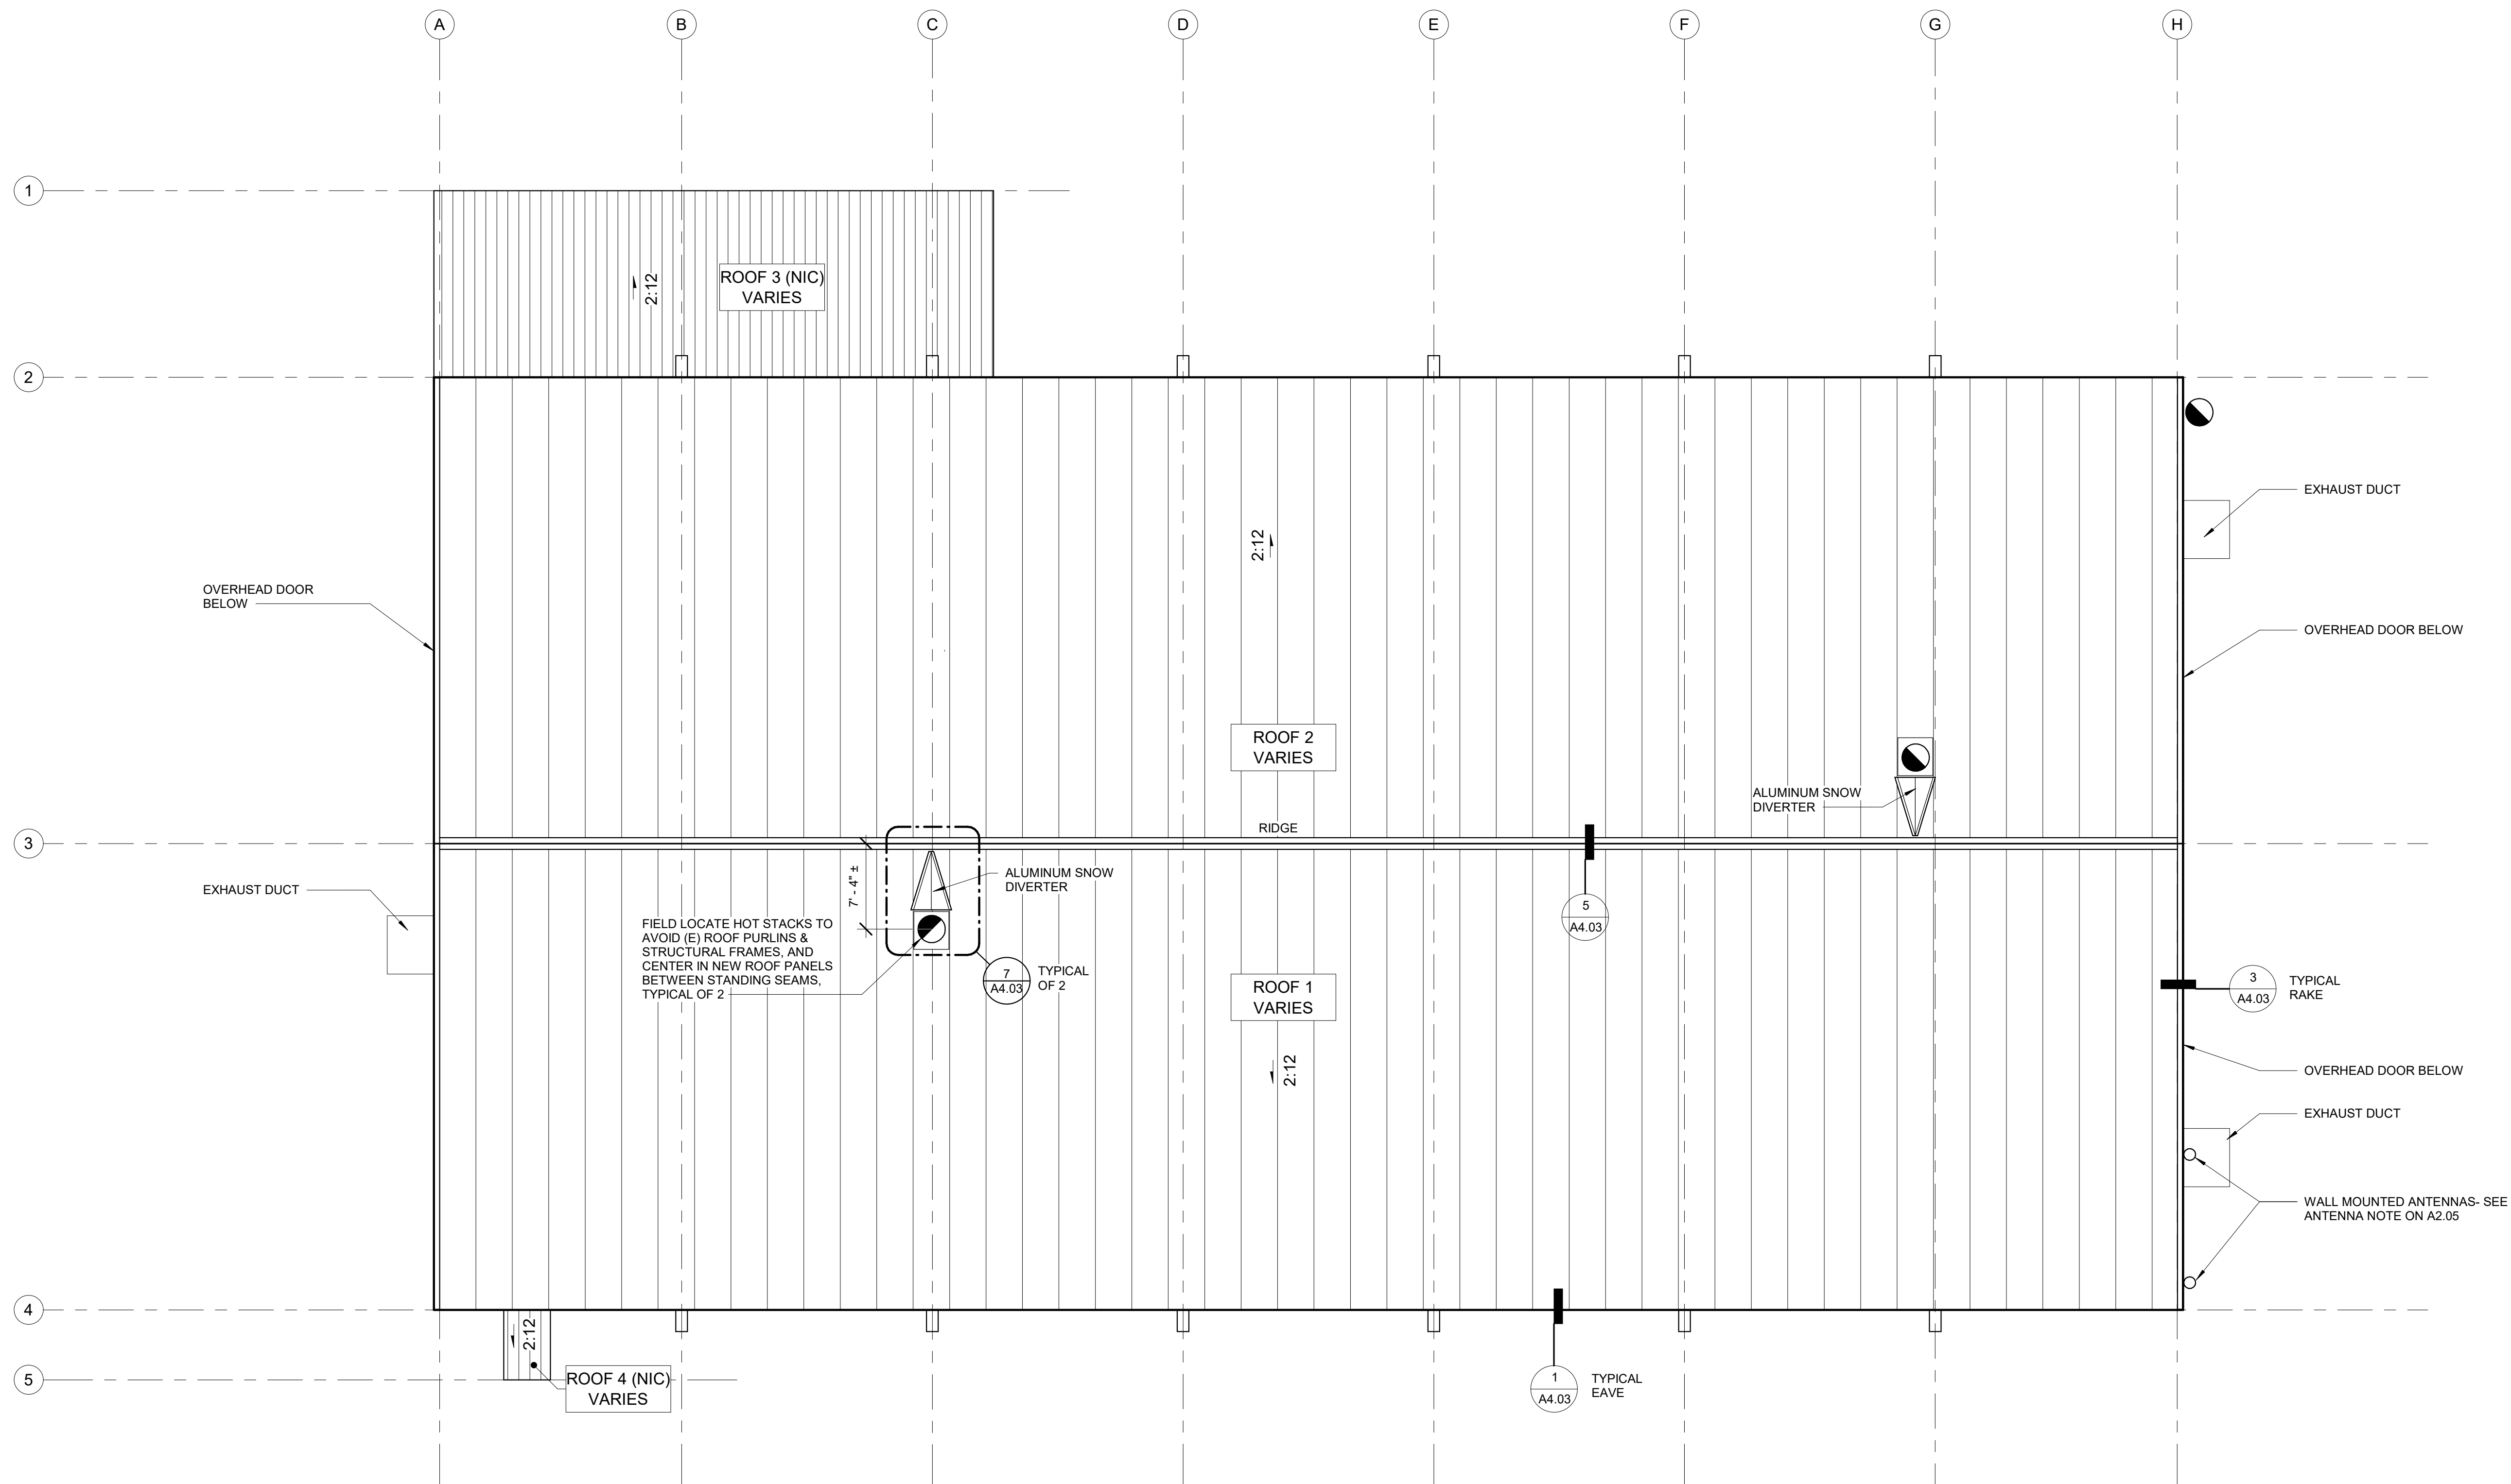 A
B
C
D
E
F
G
H
1
2:12
ROOF 3 (NIC)
VARIES
2
EXHAUST DUCT
2:12
OVERHEAD DOOR
BELOW
OVERHEAD DOOR BELOW
ROOF 2
VARIES
ALUMINUM SNOW
DIVERTER
RIDGE
3
7' - 4" ±
ALUMINUM SNOW
DIVERTER
EXHAUST DUCT
FIELD LOCATE HOT STACKS TO
AVOID (E) ROOF PURLINS &
STRUCTURAL FRAMES, AND
CENTER IN NEW ROOF PANELS
BETWEEN STANDING SEAMS,
TYPICAL OF 2
5
A4.03
7
A4.03
TYPICAL
OF 2
ROOF 1
VARIES
3
A4.03
TYPICAL
RAKE
2:12
OVERHEAD DOOR BELOW
EXHAUST DUCT
WALL MOUNTED ANTENNAS- SEE
ANTENNA NOTE ON A2.05
4
2:12
5
ROOF 4 (NIC)
VARIES
1
A4.03
TYPICAL
EAVE